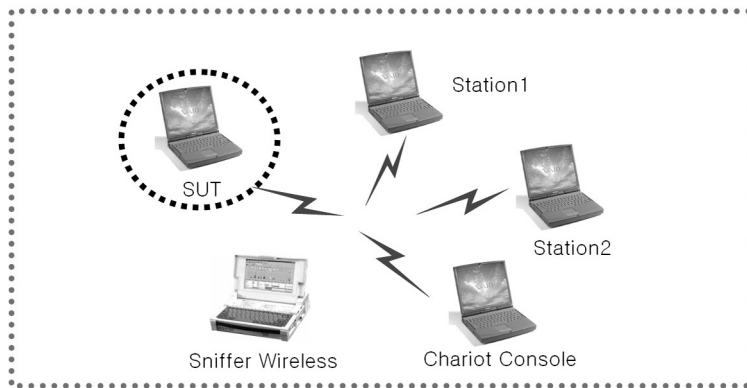 Station1
SUT
Station2
Sniffer Wireless
Chariot Console